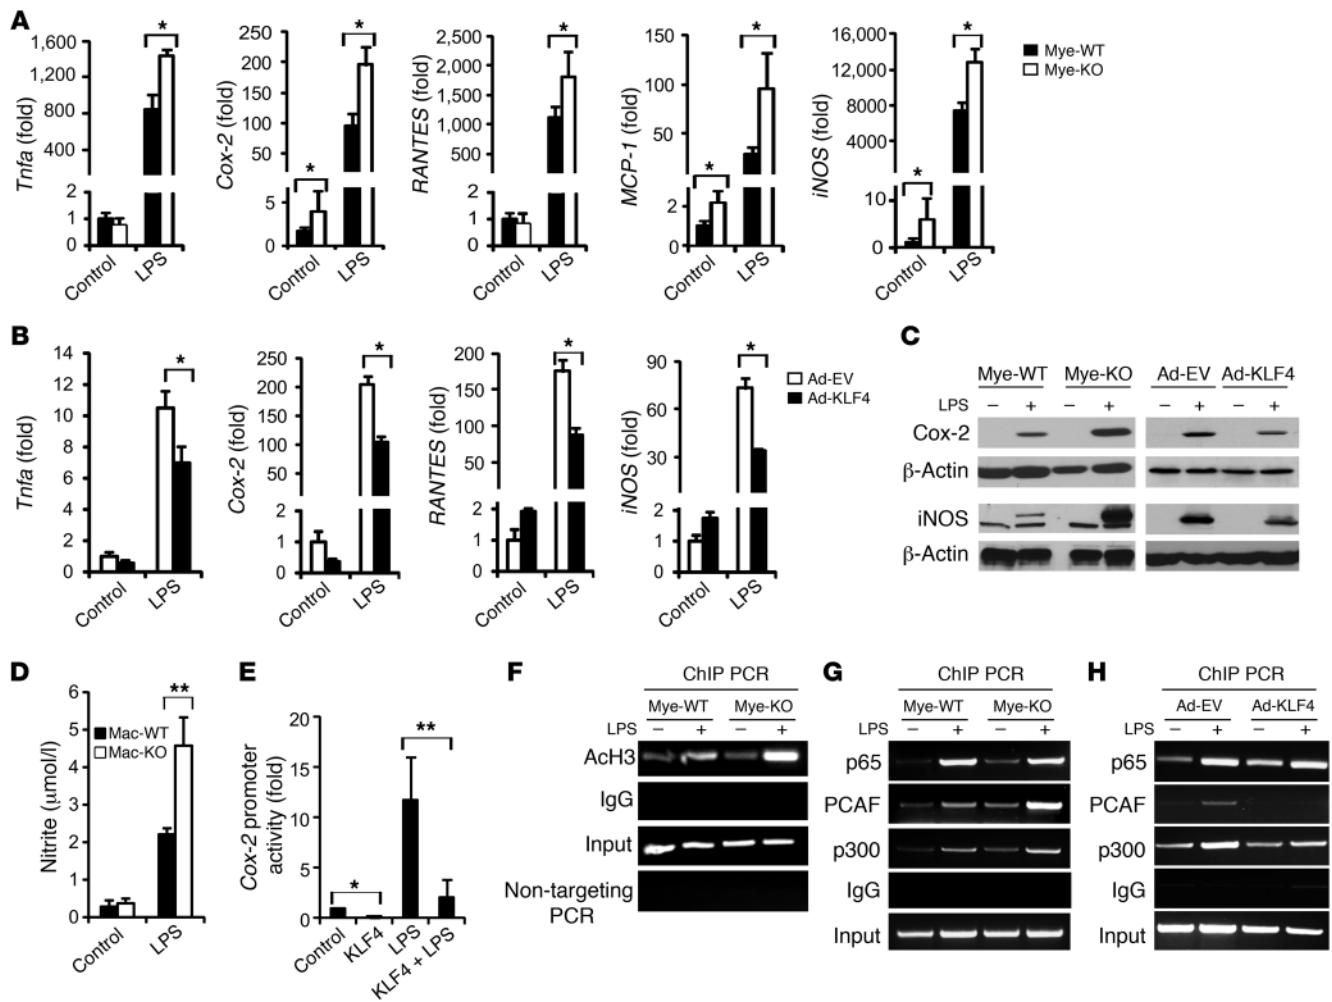 A
Tnfa (fold)
1,600
1,200
800
400
2
1
0
*
Control
LPS
Cox-2 (fold)
250
200
150
100
50
5
0
*
*
Control
LPS
RANTES (fold)
2,500
2,000
1,500
1,000
500
2
1
0
*
Control
LPS
MCP-1 (fold)
150
100
50
2
0
*
*
Control
LPS
iNOS (fold)
16,000
12,000
8000
4000
10
0
*
*
Control
LPS
Mye-WT
Mye-KO
B
Tnfa (fold)
14
12
10
8
6
4
2
0
*
Control
LPS
Cox-2 (fold)
250
200
150
100
50
2
1
0
*
Control
LPS
RANTES (fold)
200
150
100
50
2
1
0
*
Control
LPS
iNOS (fold)
90
60
30
2
1
0
*
Control
LPS
Ad-EV
Ad-KLF4
C
Mye-WT Mye-KO Ad-EV Ad-KLF4
LPS − + − + − + − +
Cox-2
β-Actin
iNOS
β-Actin
D
Nitrite (μmol/l)
6
5
4
3
2
1
0
**
Mac-WT
Mac-KO
Control
LPS
E
Cox-2 promoter
activity (fold)
20
15
10
5
0
*
**
Control
KLF4
LPS
KLF4 + LPS
F
ChIP PCR
Mye-WT Mye-KO
LPS − + − +
AcH3
IgG
Input
Non-targeting
PCR
G
ChIP PCR
Mye-WT Mye-KO
LPS − + − +
p65
PCAF
p300
IgG
Input
H
ChIP PCR
Ad-EV Ad-KLF4
LPS − + − +
p65
PCAF
p300
IgG
Input